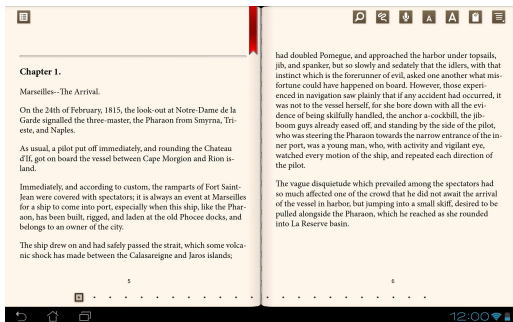 A
A
Chapter 1.
Marseilles--The Arrival.
On the 24th of February, 1815, the look-out at Notre-Dame de la
Garde signalled the three-master, the Pharaon from Smyrna, Tri-
este, and Naples.
As usual, a pilot put off immediately, and rounding the Chateau
d'If, got on board the vessel between Cape Morgion and Rion is-
land.
Immediately, and according to custom, the ramparts of Fort Saint-
Jean were covered with spectators; it is always an event at Marseilles
for a ship to come into port, especially when this ship, like the Phar-
aon, has been built, rigged, and laden at the old Phocee docks, and
belongs to an owner of the city.
The ship drew on and had safely passed the strait, which some volca-
nic shock has made between the Calasareigne and Jaros islands;
5
had doubled Pomegue, and approached the harbor under topsails,
jib, and spanker, but so slowly and sedately that the idlers, with that
instinct which is the forerunner of evil, asked one another what mis-
fortune could have happened on board. However, those experi-
enced in navigation saw plainly that if any accident had occurred, it
was not to the vessel herself, for she bore down with all the evi-
dence of being skilfully handled, the anchor a-cockbill, the jib-
boom guys already eased off, and standing by the side of the pilot,
who was steering the Pharaon towards the narrow entrance of the in-
ner port, was a young man, who, with activity and vigilant eye,
watched every motion of the ship, and repeated each direction of
the pilot.
The vague disquietude which prevailed among the spectators had
so much affected one of the crowd that he did not await the arrival
of the vessel in harbor, but jumping into a small skiff, desired to be
pulled alongside the Pharaon, which he reached as she rounded
into La Reserve basin.
6
12:00